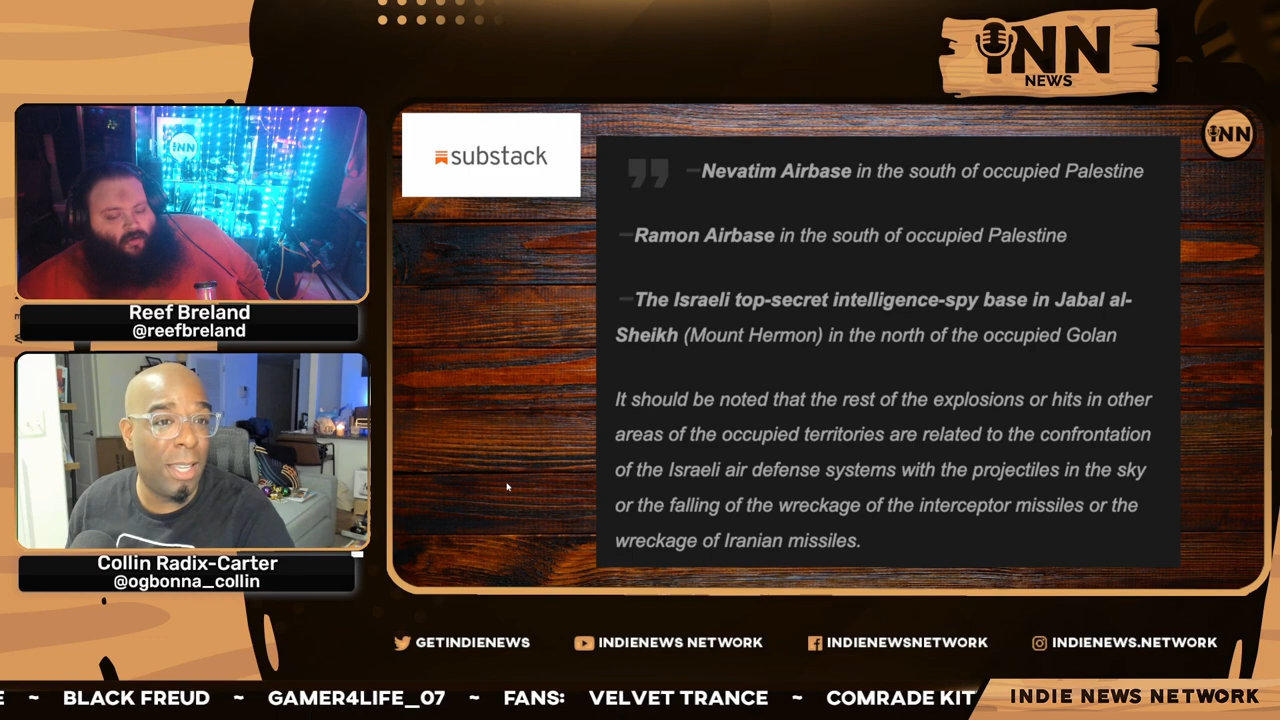 INN
NEWS
INN
INN
substack
—Nevatim Airbase in the south of occupied Palestine
—Ramon Airbase in the south of occupied Palestine
—The Israeli top-secret intelligence-spy base in Jabal al-
Sheikh (Mount Hermon) in the north of the occupied Golan
It should be noted that the rest of the explosions or hits in other
areas of the occupied territories are related to the confrontation
of the Israeli air defense systems with the projectiles in the sky
or the falling of the wreckage of the interceptor missiles or the
wreckage of Iranian missiles.
Reef Breland
@reefbreland
Collin Radix-Carter
@ogbonna_collin
GETINDIENEWS
INDIENEWS NETWORK
INDIENEWSNETWORK
INDIENEWS.NETWORK
E ~ BLACK FREUD ~ GAMER4LIFE_07 ~ FANS: VELVET TRANCE ~ COMRADE KIT
INDIE NEWS NETWORK